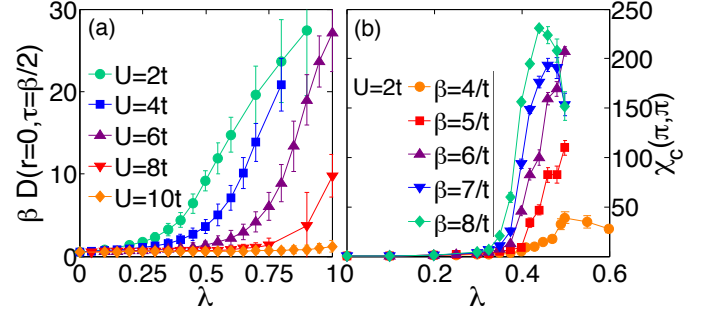 (a)
(b)
β D(r=0,τ=β/2)
30
20
10
0
U=2t
U=4t
U=6t
U=8t
U=10t
0 0.25 0.5 0.75 1
λ
U=2t
β=4/t
β=5/t
β=6/t
β=7/t
β=8/t
0 0.2 0.4 0.6
λ
250
200
150
100
50
χc(π,π)